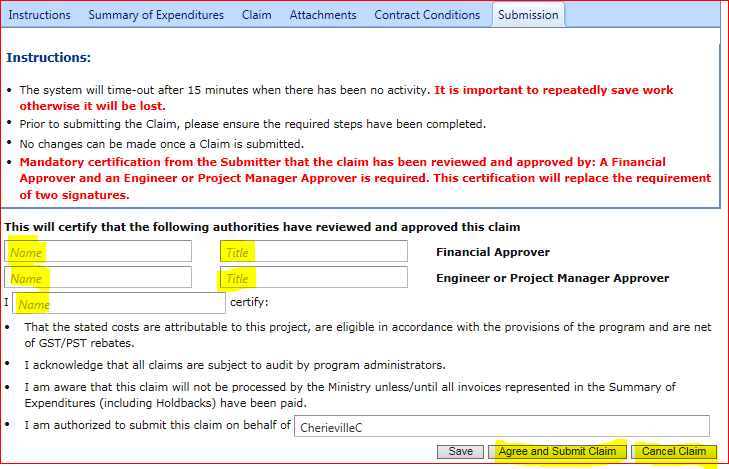 Instructions Summary of Expenditures Claim Attachments Contract Conditions Submission
Instructions:
• The system will time-out after 15 minutes when there has been no activity. It is important to repeatedly save work
otherwise it will be lost.
• Prior to submitting the Claim, please ensure the required steps have been completed.
• No changes can be made once a Claim is submitted.
• Mandatory certification from the Submitter that the claim has been reviewed and approved by: A Financial
Approver and an Engineer or Project Manager Approver is required. This certification will replace the requirement
of two signatures.
This will certify that the following authorities have reviewed and approved this claim
Name Title Financial Approver
Name Title Engineer or Project Manager Approver
I Name certify:
• That the stated costs are attributable to this project, are eligible in accordance with the provisions of the program and are net
of GST/PST rebates.
• I acknowledge that all claims are subject to audit by program administrators.
• I am aware that this claim will not be processed by the Ministry unless/until all invoices represented in the Summary of
Expenditures (including Holdbacks) have been paid.
• I am authorized to submit this claim on behalf of CherievilleC
Save Agree and Submit Claim Cancel Claim